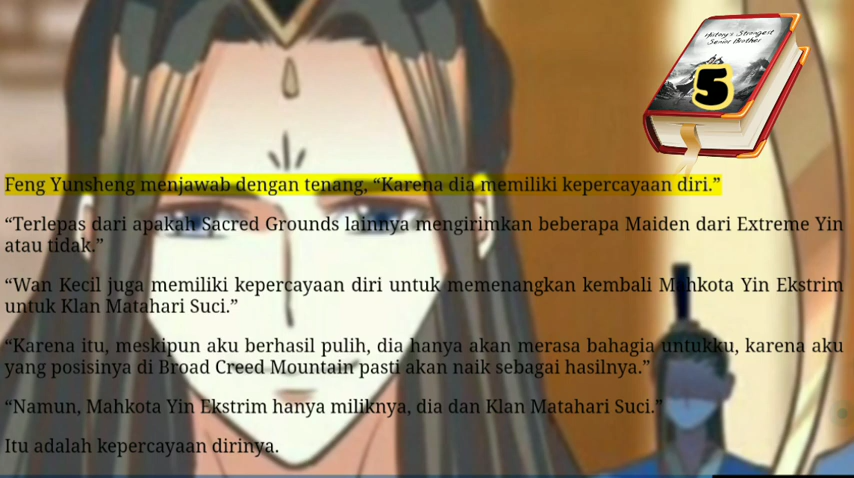 History's Strongest
Senior Brother
5
Feng Yunsheng menjawab dengan tenang, “Karena dia memiliki kepercayaan diri.”
“Terlepas dari apakah Sacred Grounds lainnya mengirimkan beberapa Maiden dari Extreme Yin
atau tidak.”
“Wan Kecil juga memiliki kepercayaan diri untuk memenangkan kembali Mahkota Yin Ekstrim
untuk Klan Matahari Suci.”
“Karena itu, meskipun aku berhasil pulih, dia hanya akan merasa bahagia untukku, karena aku
yang posisinya di Broad Creed Mountain pasti akan naik sebagai hasilnya.”
“Namun, Mahkota Yin Ekstrim hanya miliknya, dia dan Klan Matahari Suci.”
Itu adalah kepercayaan dirinya.